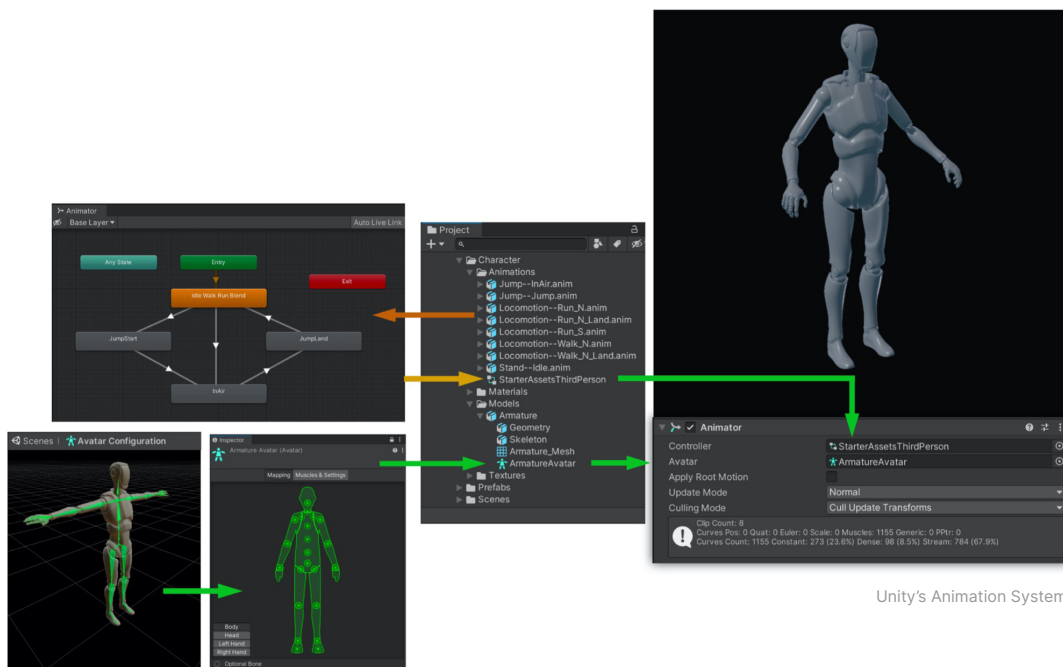 Animator
Base Layer
Auto Live Link
Any State
Entry
Exit
Idle Walk Run Blend
JumpStart
JumpLand
InAir
Project
Character
Animations
Jump--InAir.anim
Jump--Jump.anim
Locomotion--Run_N.anim
Locomotion--Run_N_Land.anim
Locomotion--Run_S.anim
Locomotion--Walk_N.anim
Locomotion--Walk_N_Land.anim
Stand--Idle.anim
StarterAssetsThirdPerson
Materials
Models
Armature
Geometry
Skeleton
Armature_Mesh
ArmatureAvatar
Textures
Prefabs
Scenes
Scenes | Avatar Configuration
Inspector
Armature Avatar (Avatar)
Mapping Muscles & Settings
Body
Head
Left Hand
Right Hand
Optional Bone
Animator
Controller StarterAssetsThirdPerson
Avatar ArmatureAvatar
Apply Root Motion
Update Mode Normal
Culling Mode Cull Update Transforms
Clip Count: 8
Curves Pos: 0 Quat: 0 Euler: 0 Scale: 0 Muscles: 1155 Generic: 0 PPtr: 0
Curves Count: 1155 Constant: 273 (23.6%) Dense: 98 (8.5%) Stream: 784 (67.9%)
Unity's Animation System